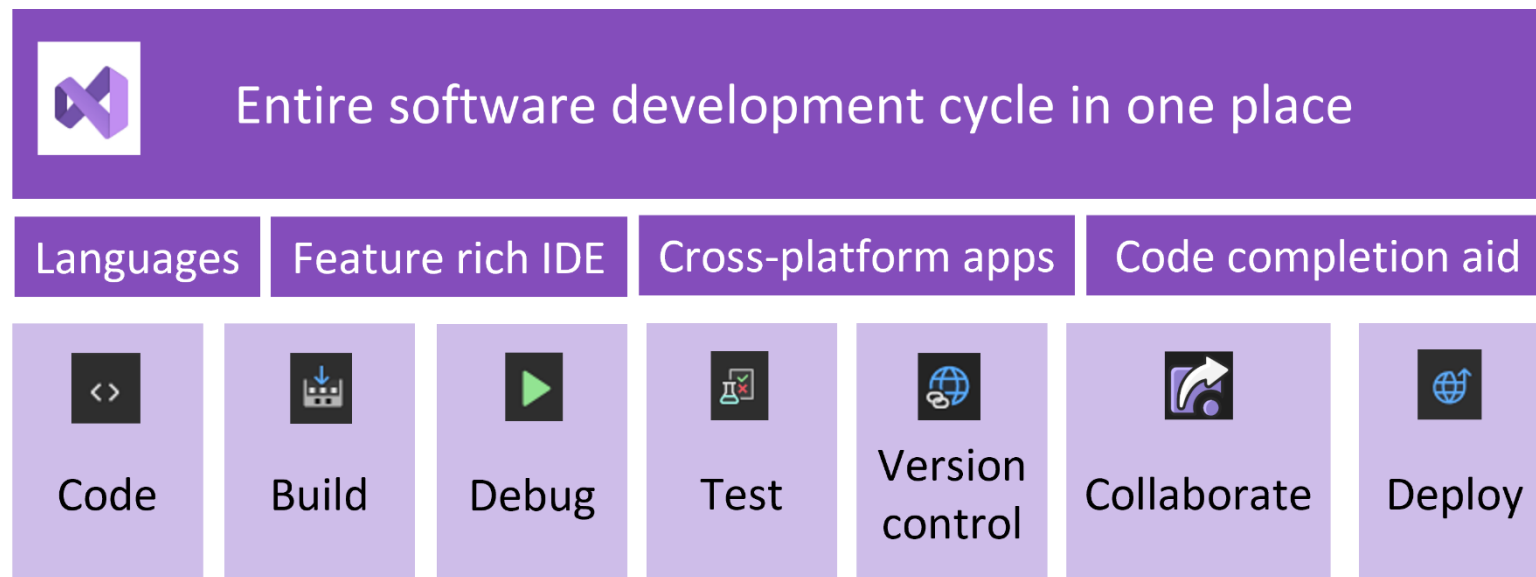 Entire software development cycle in one place
Languages
Feature rich IDE
Cross-platform apps
Code completion aid
Code
Build
Debug
Test
Version
control
Collaborate
Deploy